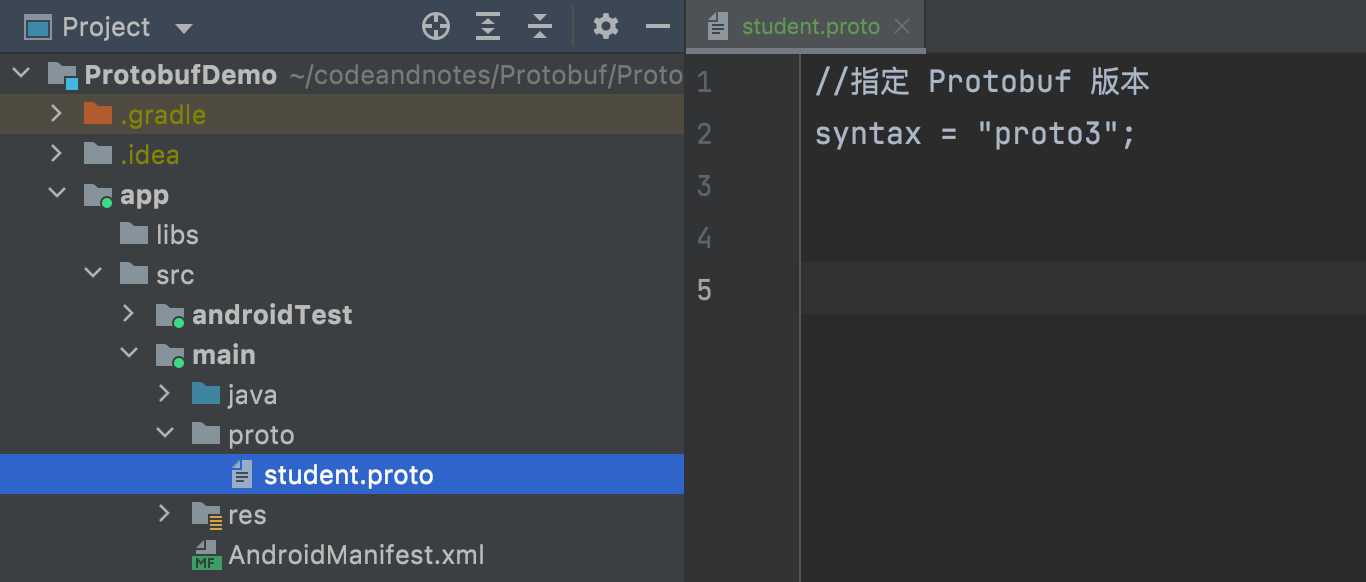 Project
ProtobufDemo ~/codeandnotes/Protobuf/Proto
.gradle
.idea
app
libs
src
androidTest
main
java
proto
student.proto
res
MF AndroidManifest.xml
student.proto
1 //指定 Protobuf 版本
2 syntax = "proto3";
3
4
5